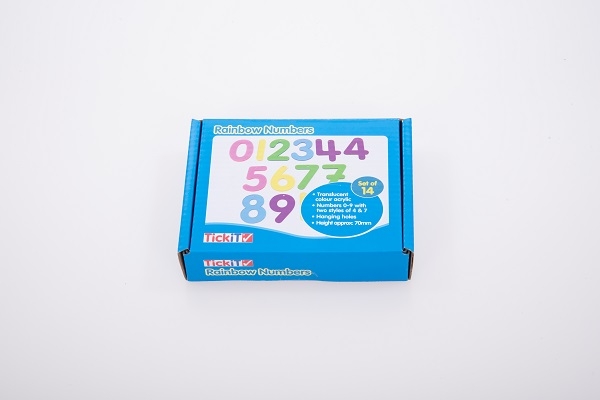 Rainbow Numbers
012344
5677
89
Set of
14
• Translucent
colour acrylic
• Numbers 0-9 with
two styles of 4 & 7
• Hanging holes
• Height approx 70mm
TickiT
TickiT
Rainbow Numbers